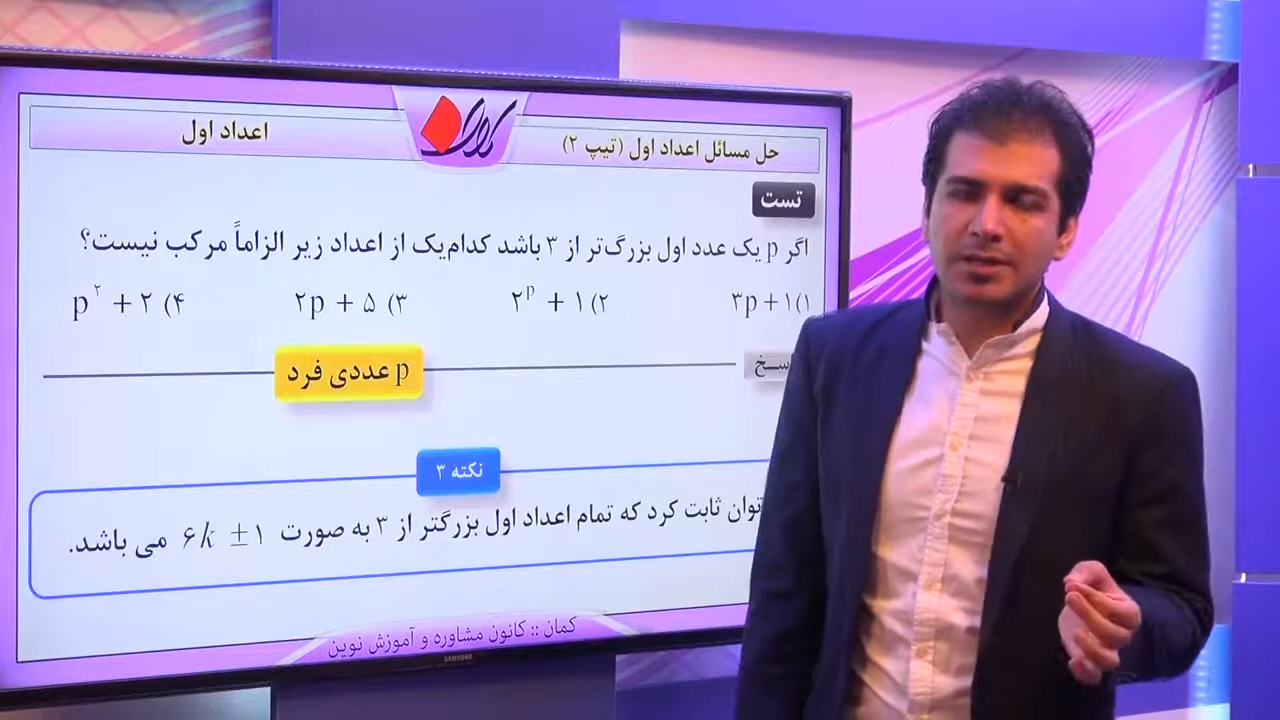 حل مسائل اعداد اول (تیپ ۲)
اعداد اول
تست
اگر p یک عدد اول بزرگ‌تر از ۳ باشد کدام‌یک از اعداد زیر الزاماً مرکب نیست؟
۱) ۳p + ۱ ۲) ۲^p + ۱ ۳) ۲p + ۵ ۴) p^۲ + ۲
p عددی فرد
نکته ۳
توان ثابت کرد که تمام اعداد اول بزرگتر از ۳ به صورت ۶k ± ۱ می باشد.
کمان :: کانون مشاوره و آموزش نوین
SAMSUNG